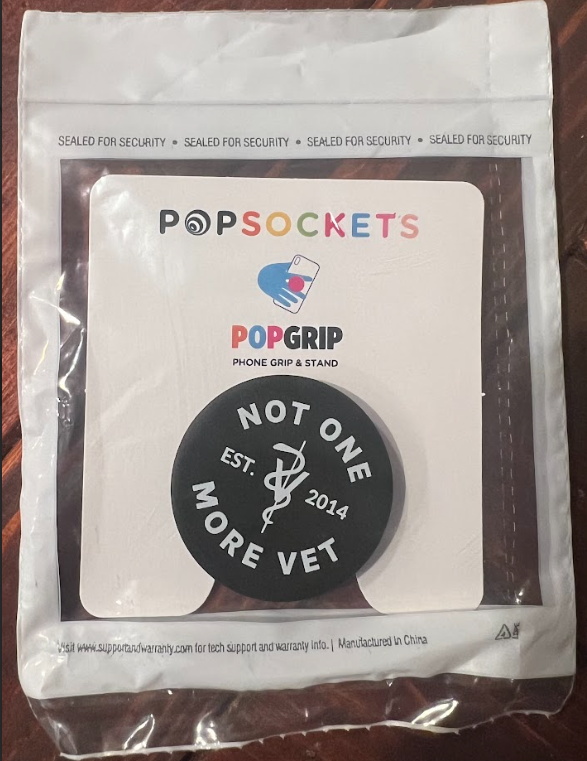 SEALED FOR SECURITY • SEALED FOR SECURITY • SEALED FOR SECURITY • SEALED FOR SECURITY
POPSOCKETS
POPGRIP
PHONE GRIP & STAND
NOT ONE
EST. V 2014
MORE VET
Visit www.supportandwarranty.com for tech support and warranty info. | Manufactured in China